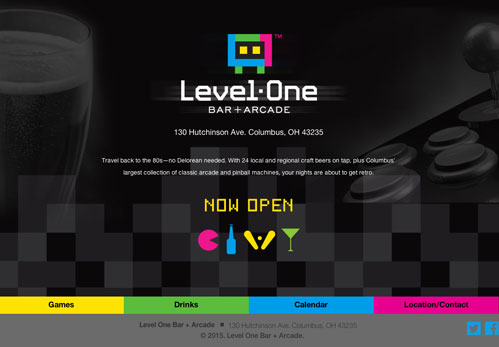 TM
Level·One
BAR+ARCADE
130 Hutchinson Ave. Columbus, OH 43235
Travel back to the 80s—no Delorean needed. With 24 local and regional craft beers on tap, plus Columbus'
largest collection of classic arcade and pinball machines, your nights are about to get retro.
NOW OPEN
Games Drinks Calendar Location/Contact
Level One Bar + Arcade ■ 130 Hutchinson Ave. Columbus, OH 43235
© 2015. Level One Bar + Arcade.